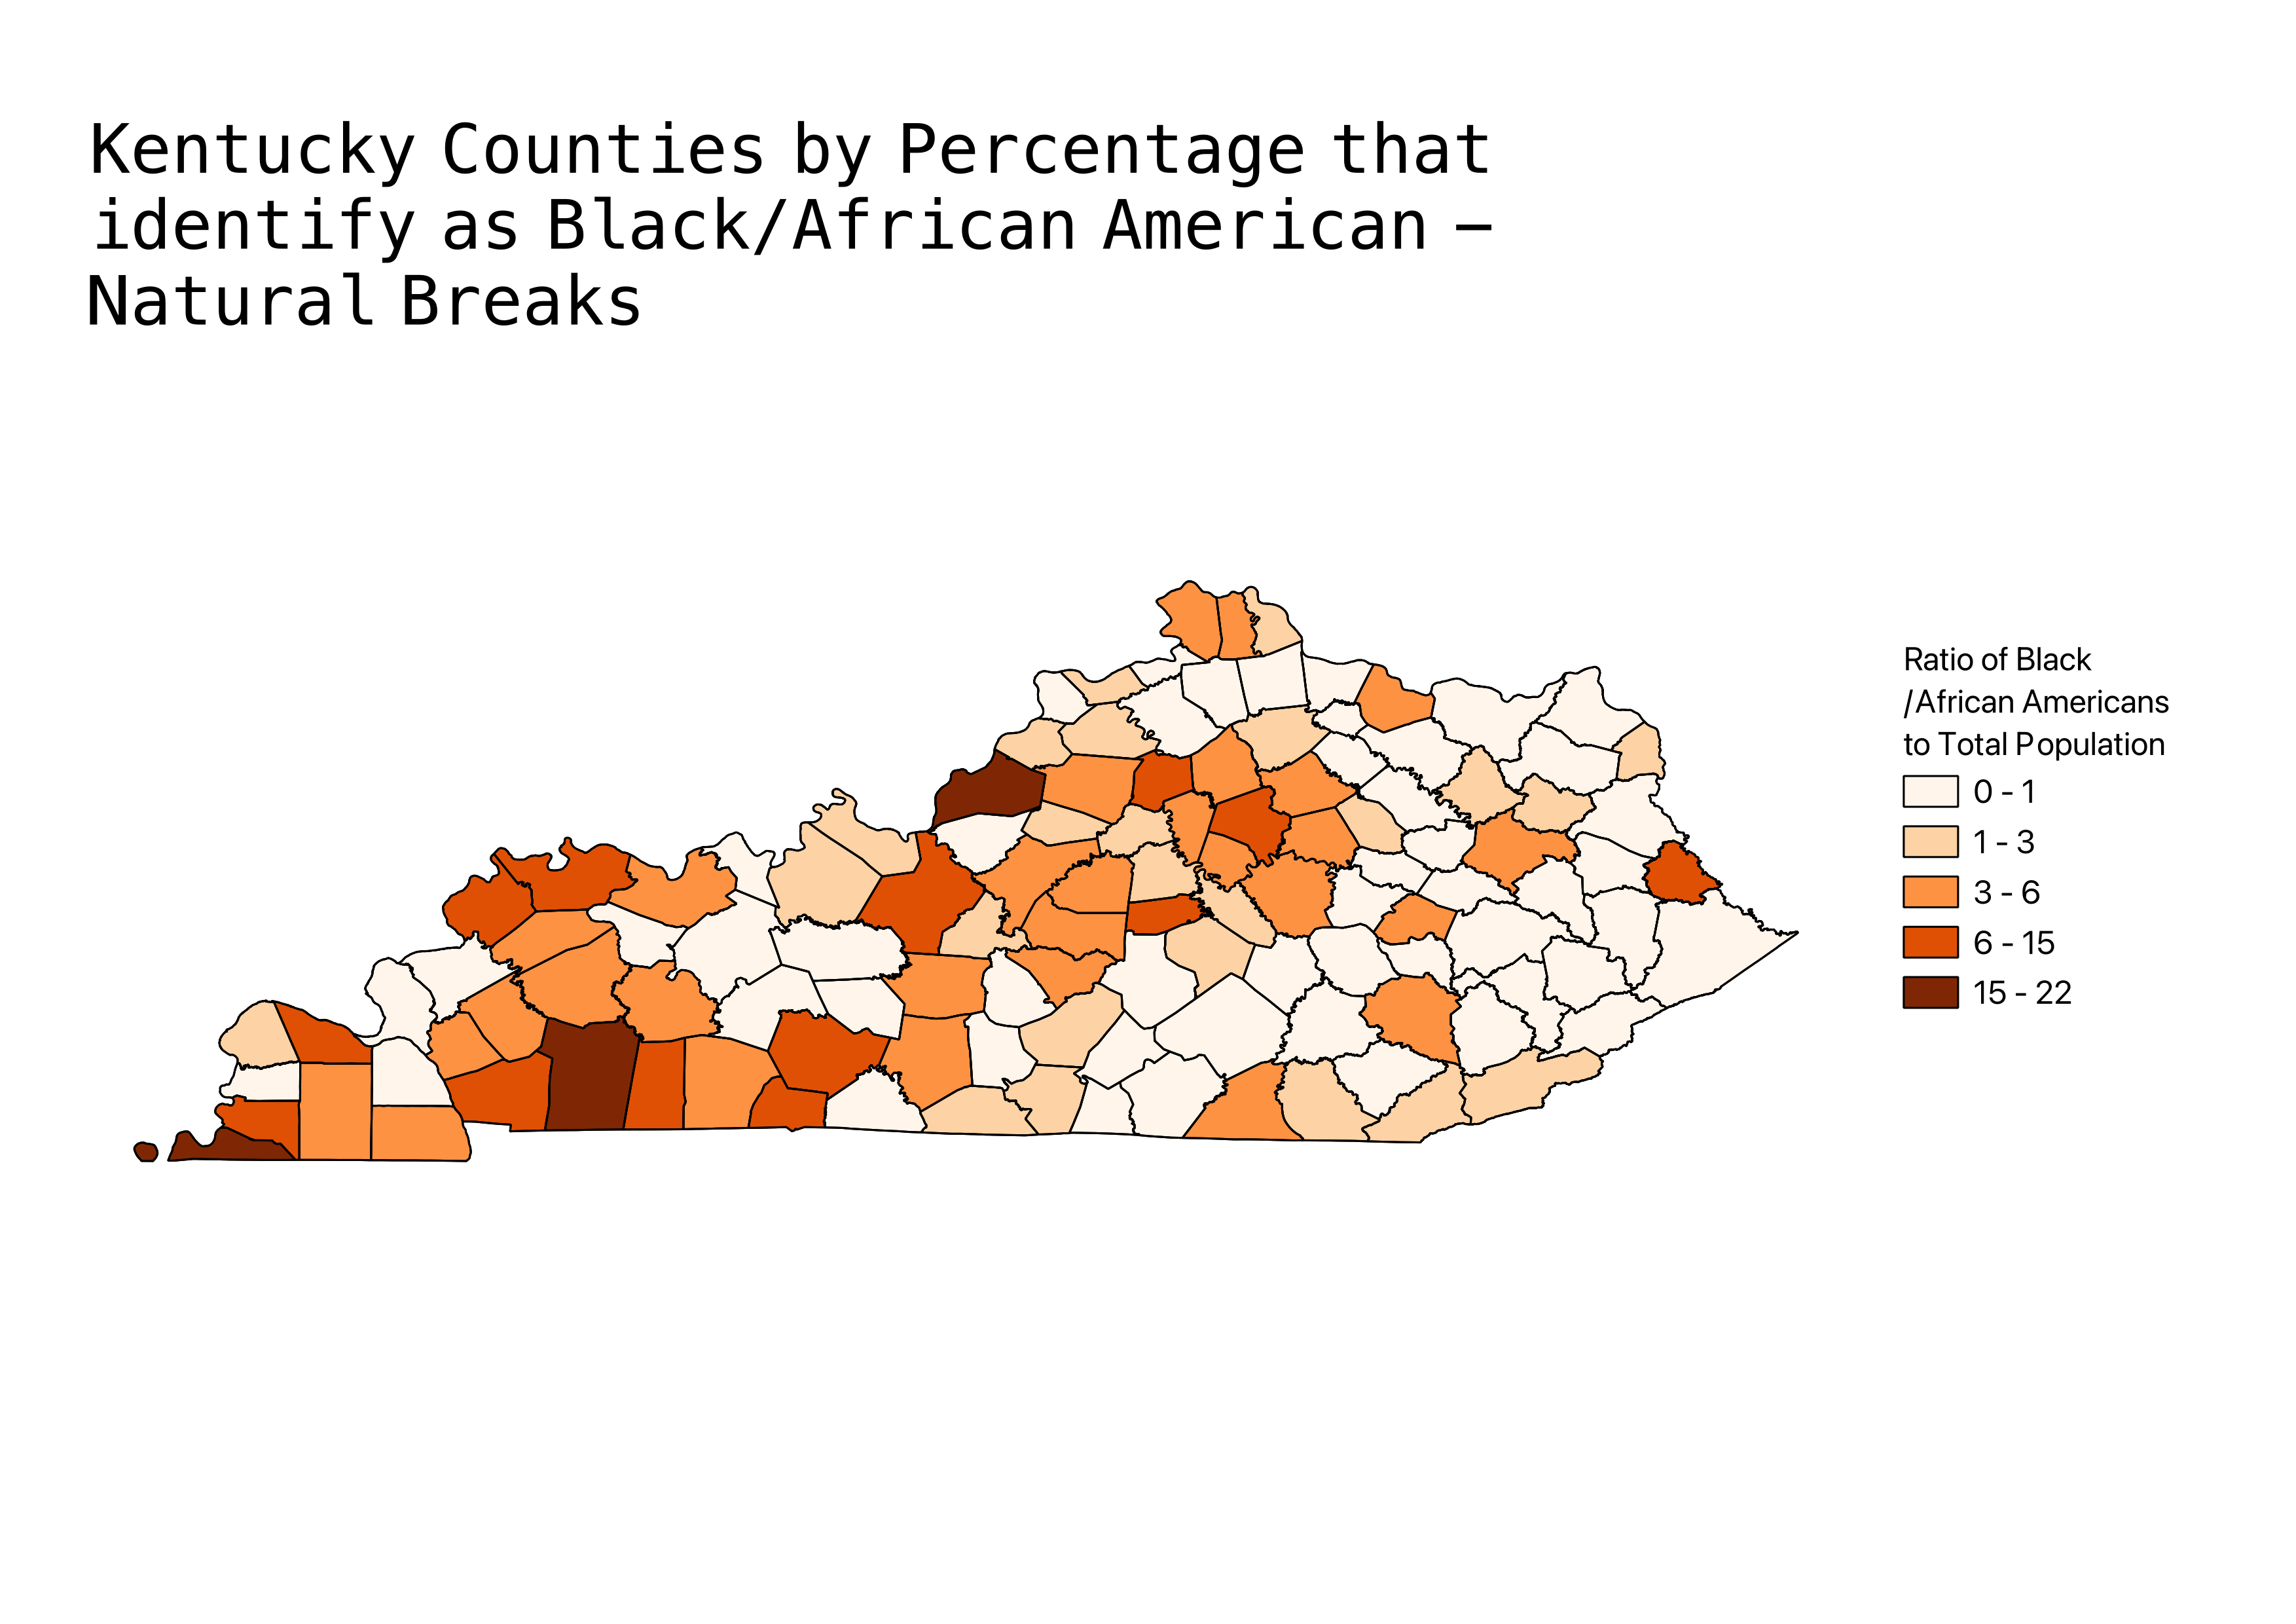 Kentucky Counties by Percentage that
identify as Black/African American –
Natural Breaks
Ratio of Black
/African Americans
to Total Population
0 - 1
1 - 3
3 - 6
6 - 15
15 - 22